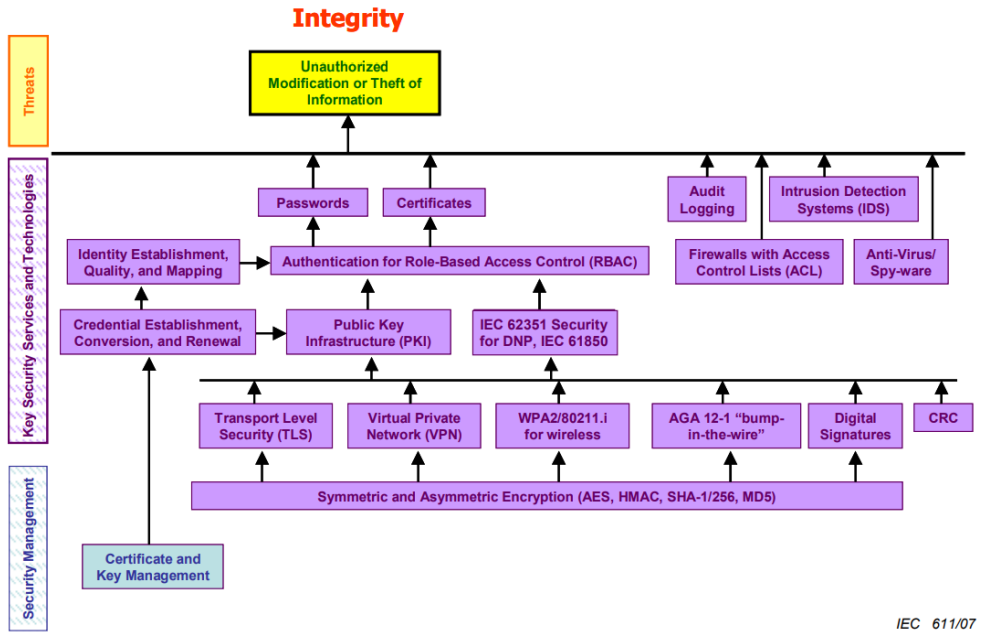 Integrity
Threats
Unauthorized
Modification or Theft of
Information
Key Security Services and Technologies
Passwords
Certificates
Audit
Logging
Intrusion Detection
Systems (IDS)
Identity Establishment,
Quality, and Mapping
Authentication for Role-Based Access Control (RBAC)
Firewalls with Access
Control Lists (ACL)
Anti-Virus/
Spy-ware
Credential Establishment,
Conversion, and Renewal
Public Key
Infrastructure (PKI)
IEC 62351 Security
for DNP, IEC 61850
Transport Level
Security (TLS)
Virtual Private
Network (VPN)
WPA2/80211.i
for wireless
AGA 12-1 “bump-
in-the-wire”
Digital
Signatures
CRC
Symmetric and Asymmetric Encryption (AES, HMAC, SHA-1/256, MD5)
Security Management
Certificate and
Key Management
IEC 611/07